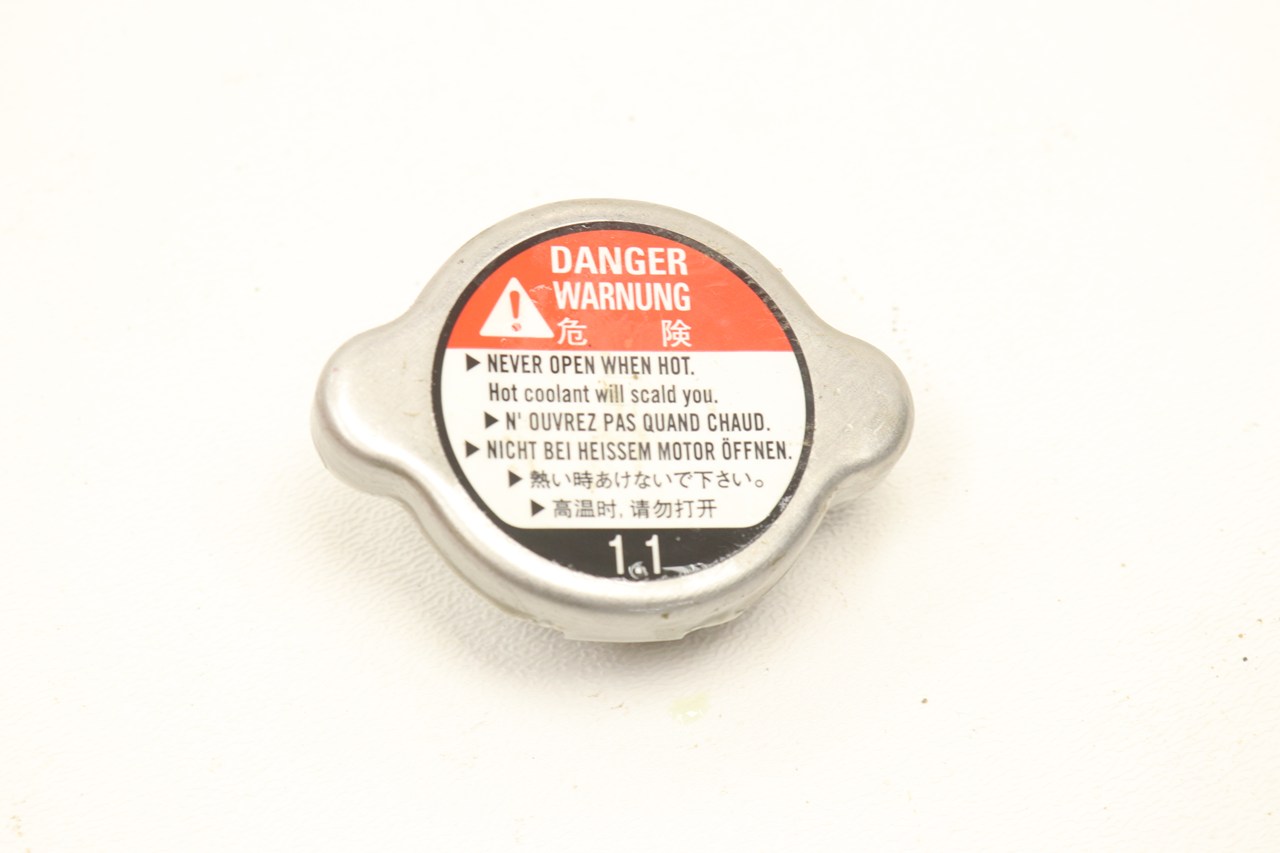 DANGER
WARNUNG
危 険
▶ NEVER OPEN WHEN HOT.
Hot coolant will scald you.
▶ N' OUVREZ PAS QUAND CHAUD.
▶ NICHT BEI HEISSEM MOTOR ÖFFNEN.
▶ 熱い時あけないで下さい。
▶ 高温时, 请勿打开
1.1